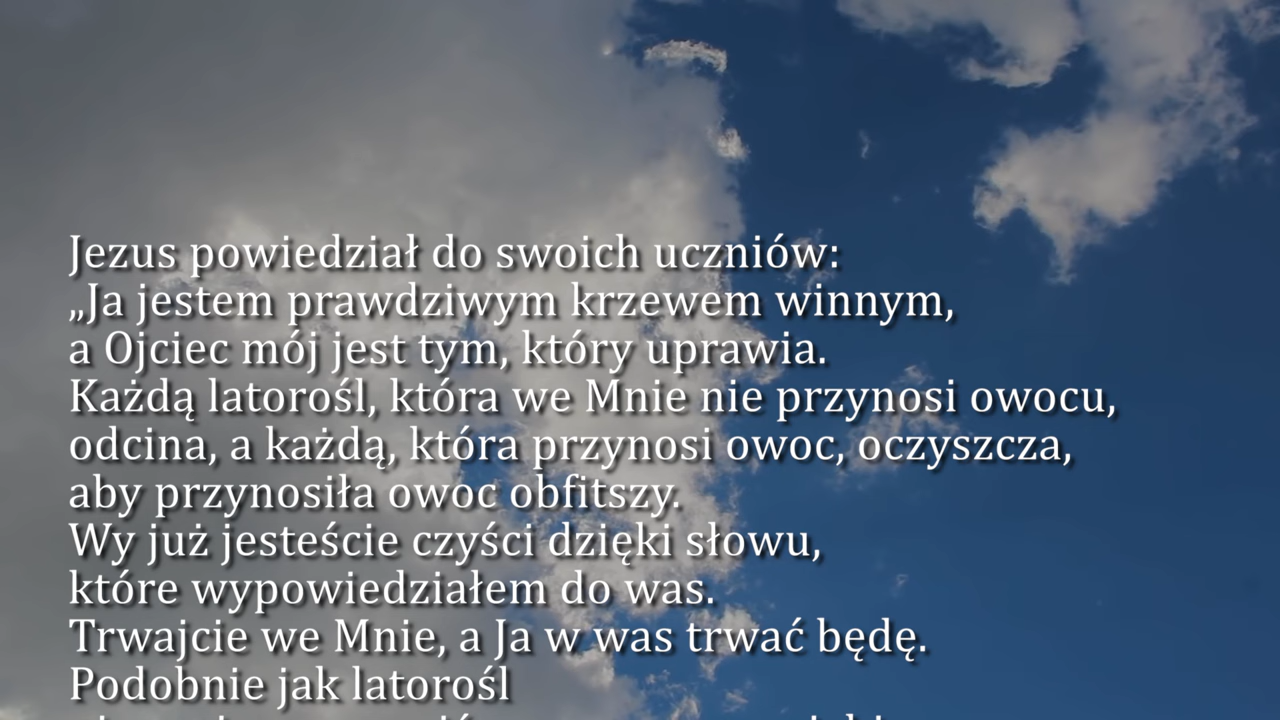 Jezus powiedział do swoich uczniów:
„Ja jestem prawdziwym krzewem winnym,
a Ojciec mój jest tym, który uprawia.
Każdą latorośl, która we Mnie nie przynosi owocu,
odcina, a każdą, która przynosi owoc, oczyszcza,
aby przynosiła owoc obfitszy.
Wy już jesteście czyści dzięki słowu,
które wypowiedziałem do was.
Trwajcie we Mnie, a Ja w was trwać będę.
Podobnie jak latorośl